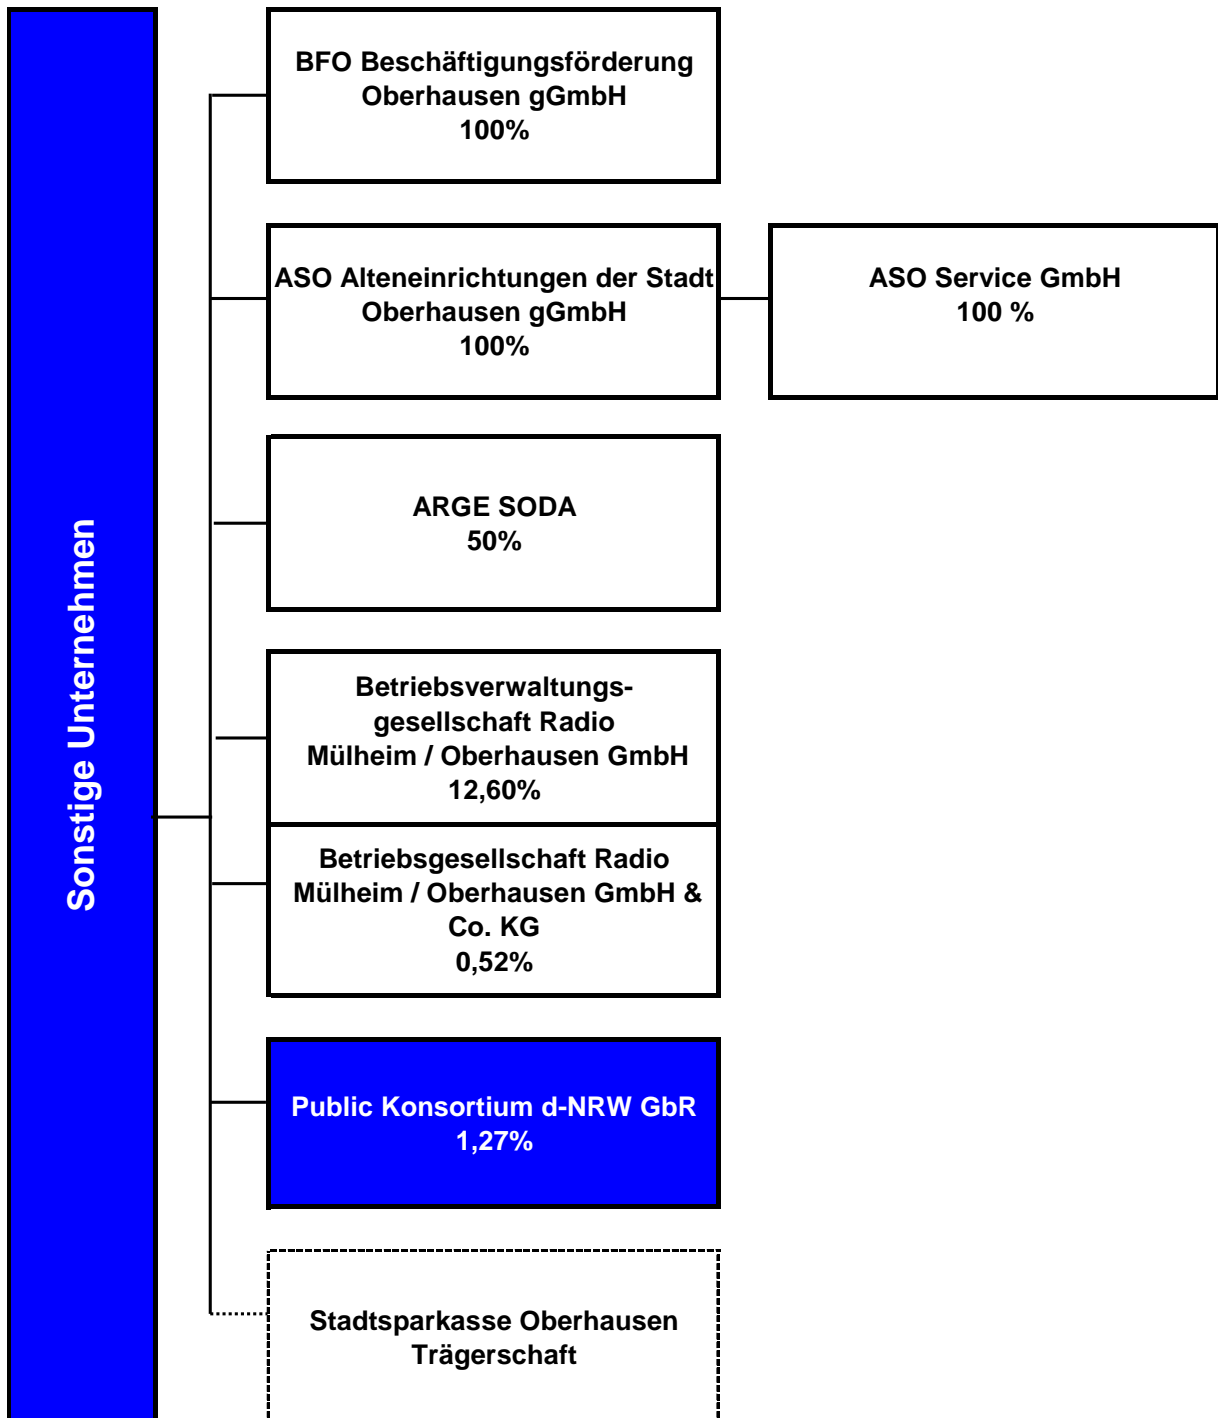 Sonstige Unternehmen
BFO Beschäftigungsförderung
Oberhausen gGmbH
100%
ASO Alteneinrichtungen der Stadt
Oberhausen gGmbH
100%
ASO Service GmbH
100 %
ARGE SODA
50%
Betriebsverwaltungs-
gesellschaft Radio
Mülheim / Oberhausen GmbH
12,60%
Betriebsgesellschaft Radio
Mülheim / Oberhausen GmbH &
Co. KG
0,52%
Public Konsortium d-NRW GbR
1,27%
Stadtsparkasse Oberhausen
Trägerschaft